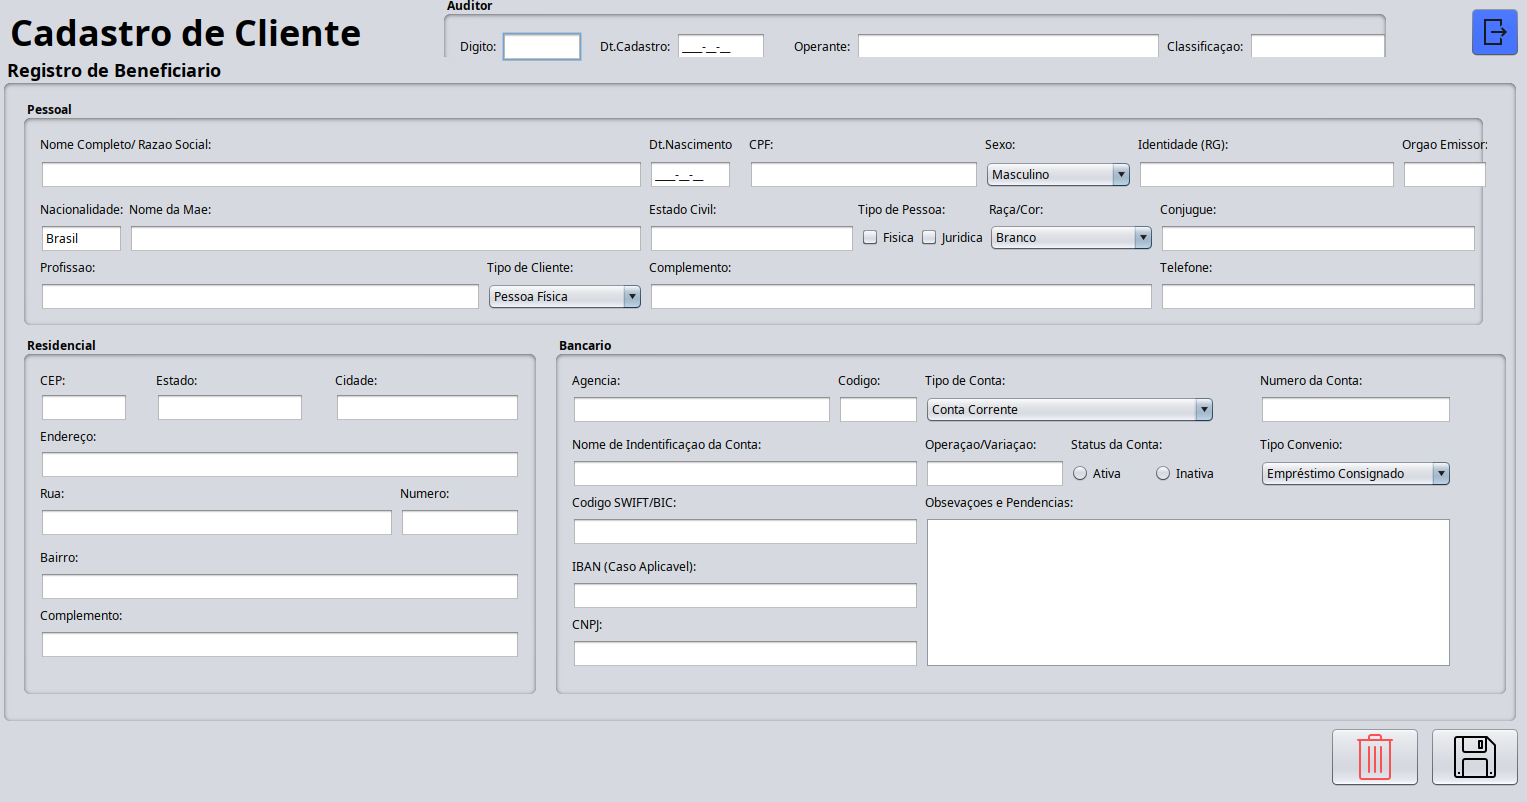 Auditor
Cadastro de Cliente
Digito: Dt.Cadastro: ____-__-__ Operante: Classificaçao:
Registro de Beneficiario
Pessoal
Nome Completo/ Razao Social: Dt.Nascimento CPF: Sexo: Identidade (RG): Orgao Emissor:
____-__-__ Masculino
Nacionalidade: Nome da Mae: Estado Civil: Tipo de Pessoa: Raça/Cor: Conjugue:
Brasil Fisica Juridica Branco
Profissao: Tipo de Cliente: Complemento: Telefone:
Pessoa Física
Residencial
CEP: Estado: Cidade:
Endereço:
Rua: Numero:
Bairro:
Complemento:
Bancario
Agencia: Codigo: Tipo de Conta: Numero da Conta:
Conta Corrente
Nome de Indentificaçao da Conta: Operaçao/Variaçao: Status da Conta: Tipo Convenio:
Ativa Inativa Empréstimo Consignado
Codigo SWIFT/BIC: Obsevaçoes e Pendencias:
IBAN (Caso Aplicavel):
CNPJ: